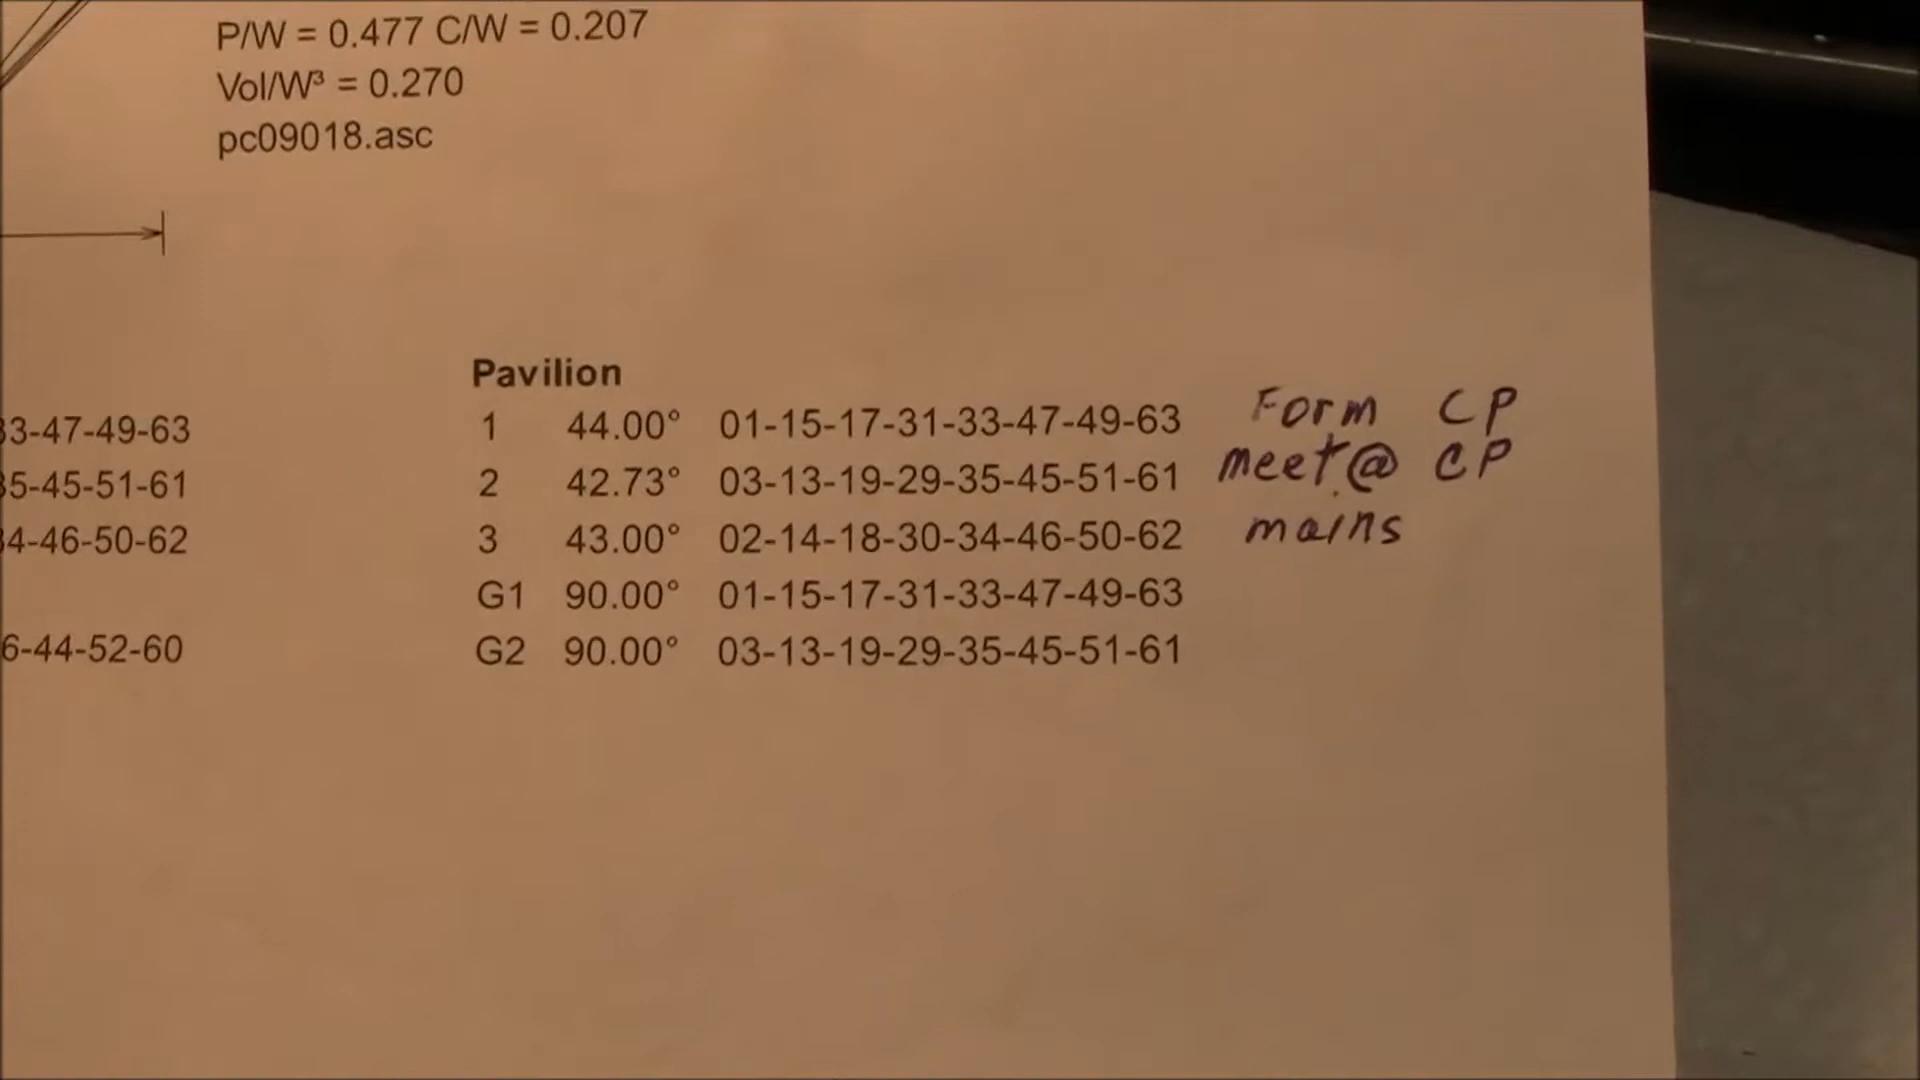 P/W = 0.477 C/W = 0.207
Vol/W³ = 0.270
pc09018.asc
Pavilion
33-47-49-63 1 44.00° 01-15-17-31-33-47-49-63 Form CP
35-45-51-61 2 42.73° 03-13-19-29-35-45-51-61 meet @ CP
34-46-50-62 3 43.00° 02-14-18-30-34-46-50-62 mains
G1 90.00° 01-15-17-31-33-47-49-63
6-44-52-60 G2 90.00° 03-13-19-29-35-45-51-61